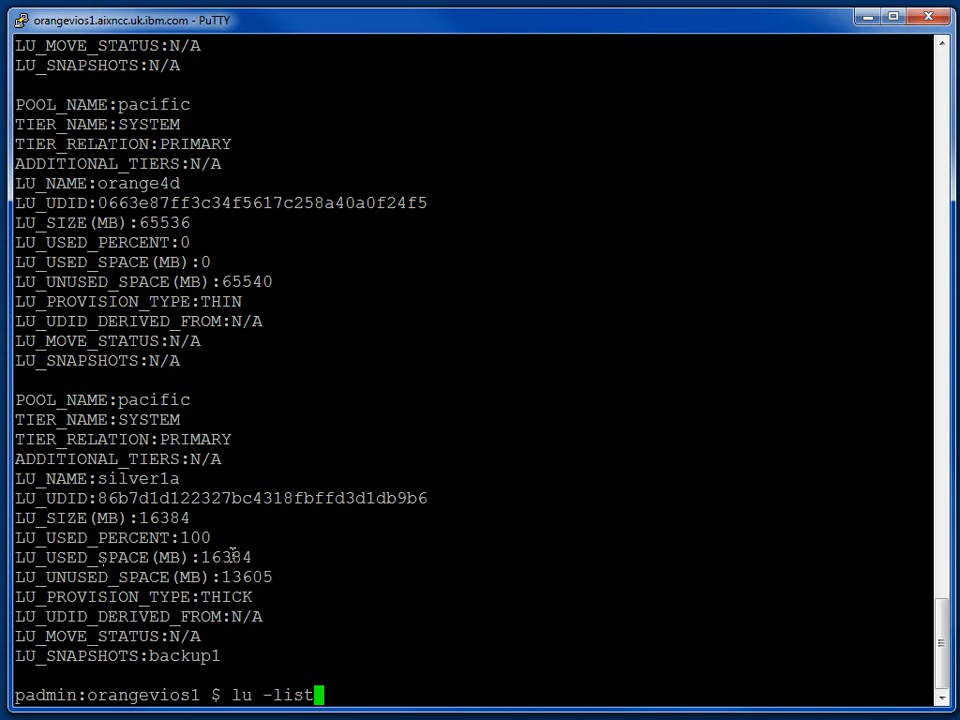 orangevios1.aixncc.uk.ibm.com - PuTTY
LU_MOVE_STATUS:N/A
LU_SNAPSHOTS:N/A
POOL_NAME:pacific
TIER_NAME:SYSTEM
TIER_RELATION:PRIMARY
ADDITIONAL_TIERS:N/A
LU_NAME:orange4d
LU_UDID:0663e87ff3c34f5617c258a40a0f24f5
LU_SIZE(MB):65536
LU_USED_PERCENT:0
LU_USED_SPACE(MB):0
LU_UNUSED_SPACE(MB):65540
LU_PROVISION_TYPE:THIN
LU_UDID_DERIVED_FROM:N/A
LU_MOVE_STATUS:N/A
LU_SNAPSHOTS:N/A
POOL_NAME:pacific
TIER_NAME:SYSTEM
TIER_RELATION:PRIMARY
ADDITIONAL_TIERS:N/A
LU_NAME:silver1a
LU_UDID:86b7d1d122327bc4318fbffd3d1db9b6
LU_SIZE(MB):16384
LU_USED_PERCENT:100
LU_USED_SPACE(MB):16384
LU_UNUSED_SPACE(MB):13605
LU_PROVISION_TYPE:THICK
LU_UDID_DERIVED_FROM:N/A
LU_MOVE_STATUS:N/A
LU_SNAPSHOTS:backup1
padmin:orangevios1 $ lu -list